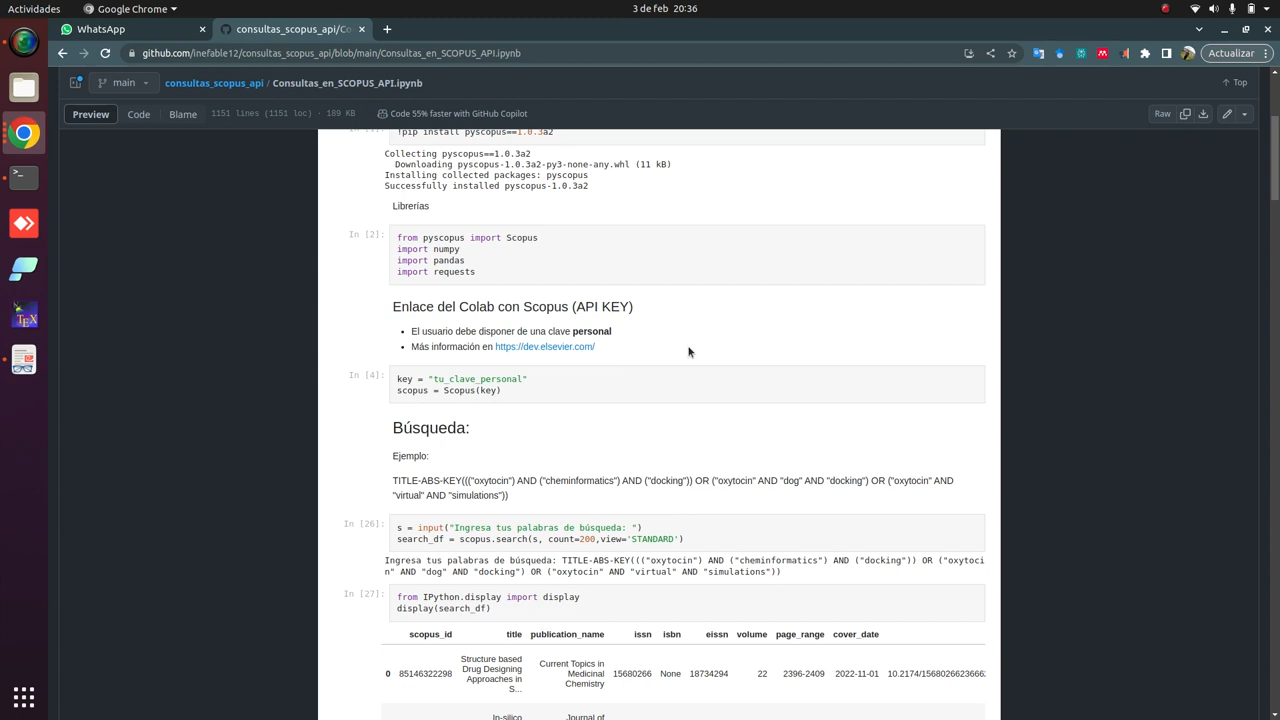 Actividades
Google Chrome
3 de feb 20:36
WhatsApp
consultas_scopus_api/Co
github.com/inefable12/consultas_scopus_api/blob/main/Consultas_en_SCOPUS_API.ipynb
Actualizar
main
consultas_scopus_api / Consultas_en_SCOPUS_API.ipynb
Top
Preview Code Blame 1151 lines (1151 loc) · 189 KB Code 55% faster with GitHub Copilot Raw
!pip install pyscopus==1.0.3a2
Collecting pyscopus==1.0.3a2
Downloading pyscopus-1.0.3a2-py3-none-any.whl (11 kB)
Installing collected packages: pyscopus
Successfully installed pyscopus-1.0.3a2
Librerías
In [2]:
from pyscopus import Scopus
import numpy
import pandas
import requests
Enlace del Colab con Scopus (API KEY)
• El usuario debe disponer de una clave personal
• Más información en https://dev.elsevier.com/
In [4]:
key = "tu_clave_personal"
scopus = Scopus(key)
Búsqueda:
Ejemplo:
TITLE-ABS-KEY((("oxytocin") AND ("cheminformatics") AND ("docking")) OR ("oxytocin" AND "dog" AND "docking") OR ("oxytocin" AND
"virtual" AND "simulations"))
In [26]:
s = input("Ingresa tus palabras de búsqueda: ")
search_df = scopus.search(s, count=200,view='STANDARD')
Ingresa tus palabras de búsqueda: TITLE-ABS-KEY((("oxytocin") AND ("cheminformatics") AND ("docking")) OR ("oxytoci
n" AND "dog" AND "docking") OR ("oxytocin" AND "virtual" AND "simulations"))
In [27]:
from IPython.display import display
display(search_df)
scopus_id title publication_name issn isbn eissn volume page_range cover_date
0 85146322298 Structure based Drug Designing Approaches in S... Current Topics in Medicinal Chemistry 15680266 None 18734294 22 2396-2409 2022-11-01 10.2174/1568026623666
In-silico Journal of
TEX